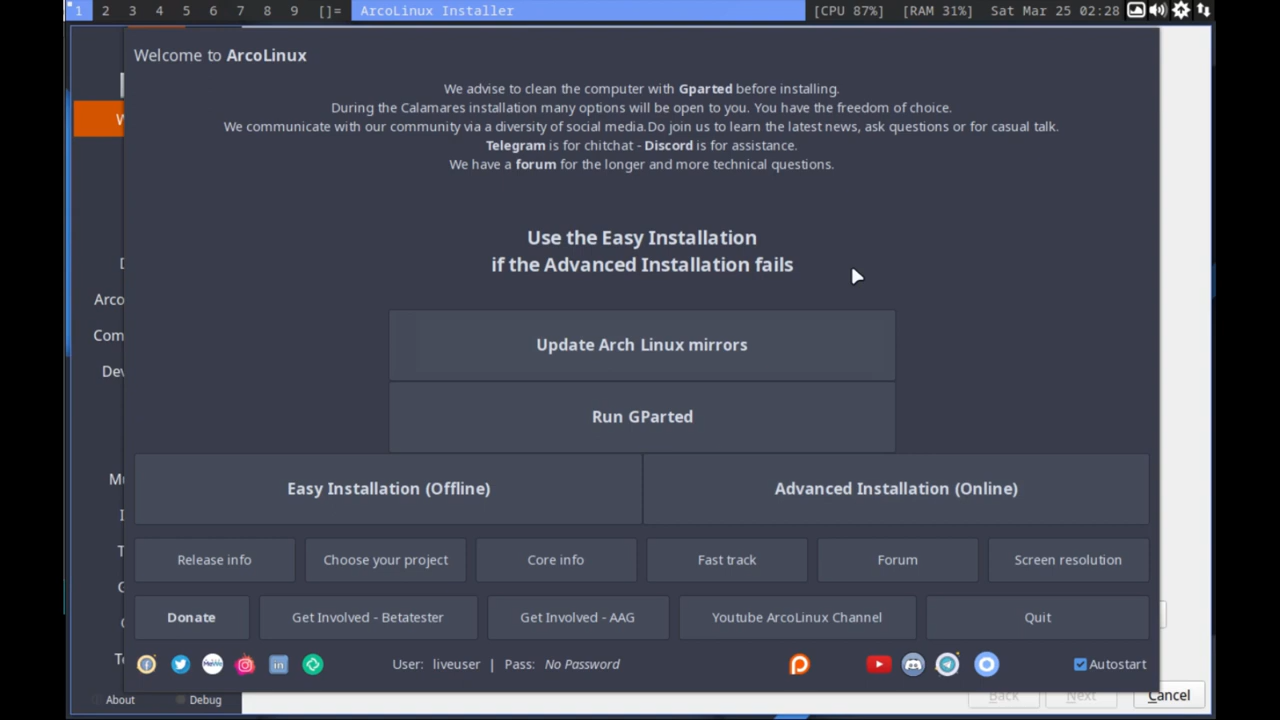 1 2 3 4 5 6 7 8 9 []= ArcoLinux Installer [CPU 87%] [RAM 31%] Sat Mar 25 02:28
Welcome to ArcoLinux
We advise to clean the computer with Gparted before installing.
During the Calamares installation many options will be open to you. You have the freedom of choice.
We communicate with our community via a diversity of social media.Do join us to learn the latest news, ask questions or for casual talk.
Telegram is for chitchat - Discord is for assistance.
We have a forum for the longer and more technical questions.
Use the Easy Installation
if the Advanced Installation fails
Arco
Com
Dev
Update Arch Linux mirrors
Run GParted
Easy Installation (Offline) Advanced Installation (Online)
Release info Choose your project Core info Fast track Forum Screen resolution
Donate Get Involved - Betatester Get Involved - AAG Youtube ArcoLinux Channel Quit
User: liveuser | Pass: No Password Autostart
About Debug Back Next Cancel